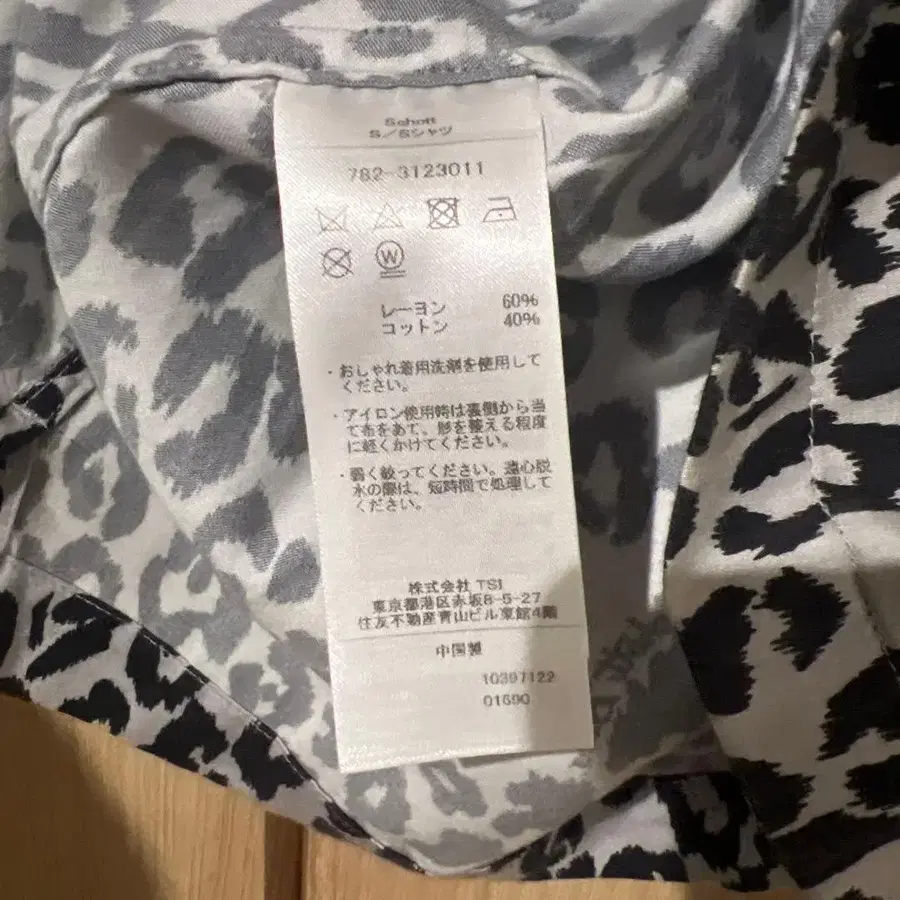 Schott
S/Sシャツ
782-3123011
W
レーヨン 60%
コットン 40%
・おしゃれ着用洗剤を使用して
ください。
・アイロン使用時は裏側から当
て布をあて、形を整える程度
に軽くかけてください。
・弱く絞ってください。遠心脱
水の際は、短時間で処理して
ください。
株式会社 TSI
東京都港区赤坂8-5-27
住友不動産青山ビル東館4階
中国製
10397122
01690